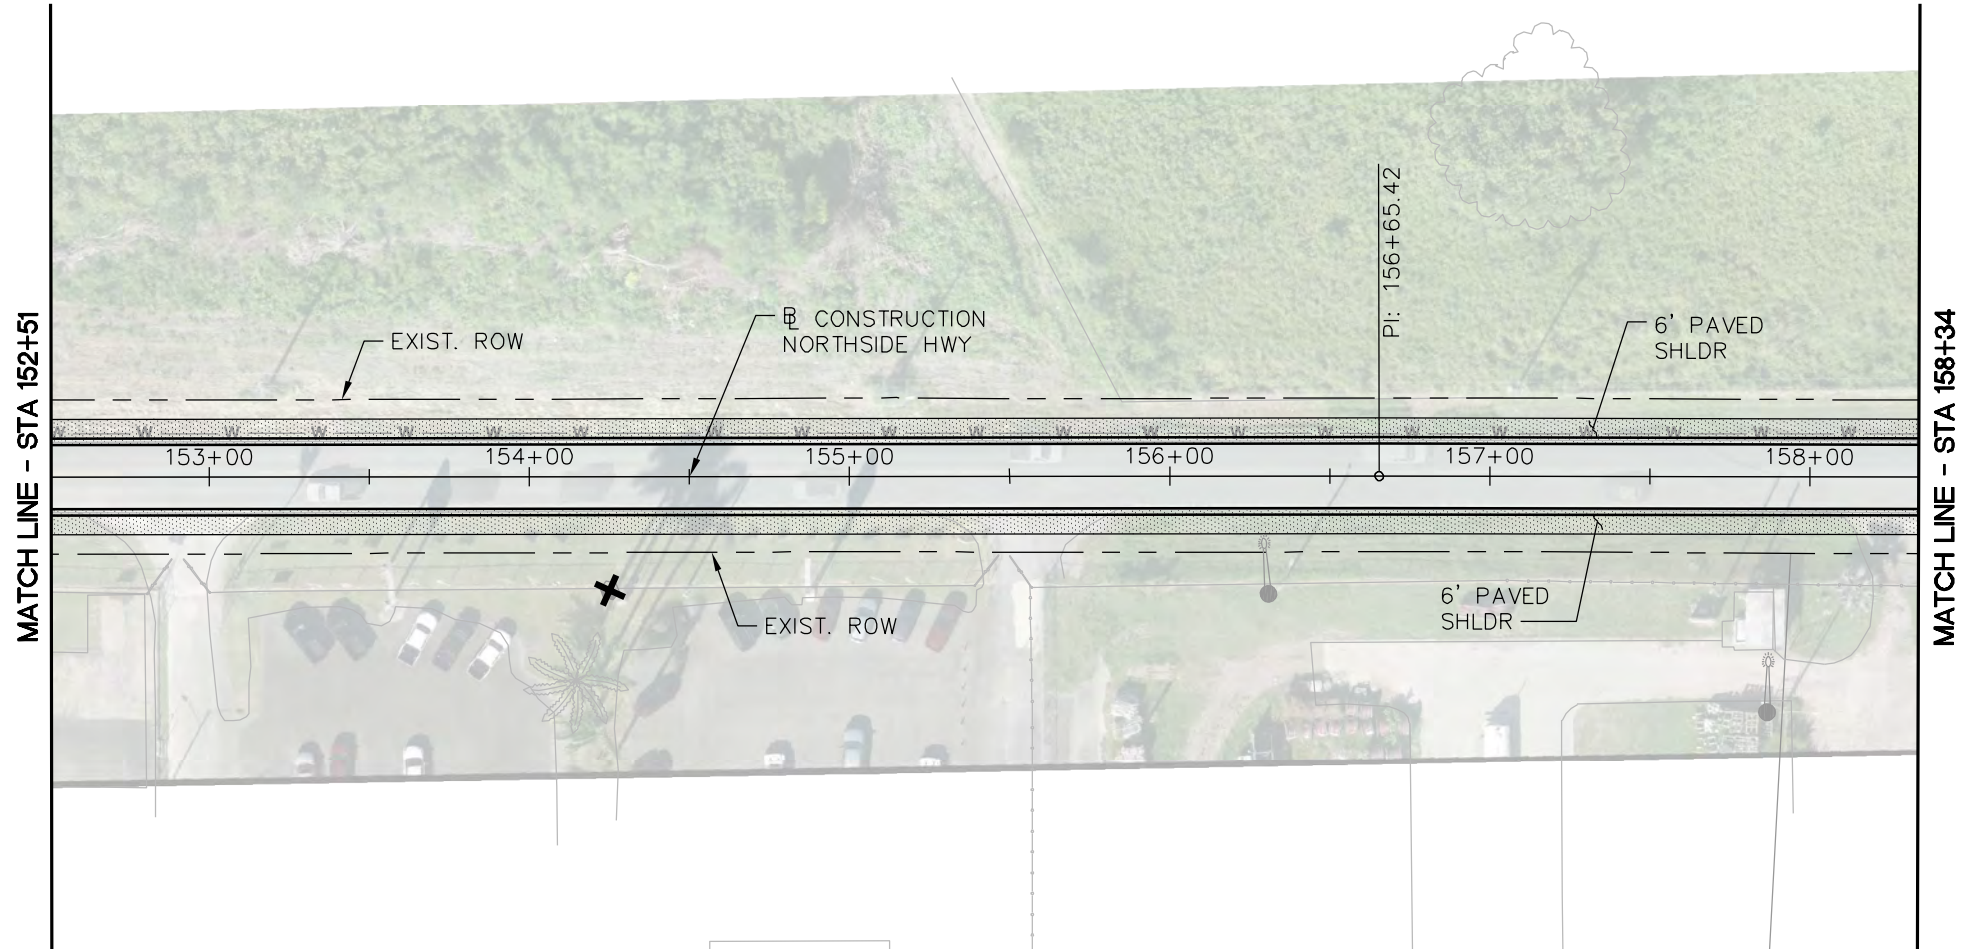 MATCH LINE - STA 152+51
EXIST. ROW
BL CONSTRUCTION
NORTHSIDE HWY
PI: 156+65.42
6' PAVED
SHLDR
MATCH LINE - STA 158+34
W W W W W W W W W W W W W W W W W W W W W
153+00 154+00 155+00 156+00 157+00 158+00
EXIST. ROW
6' PAVED
SHLDR